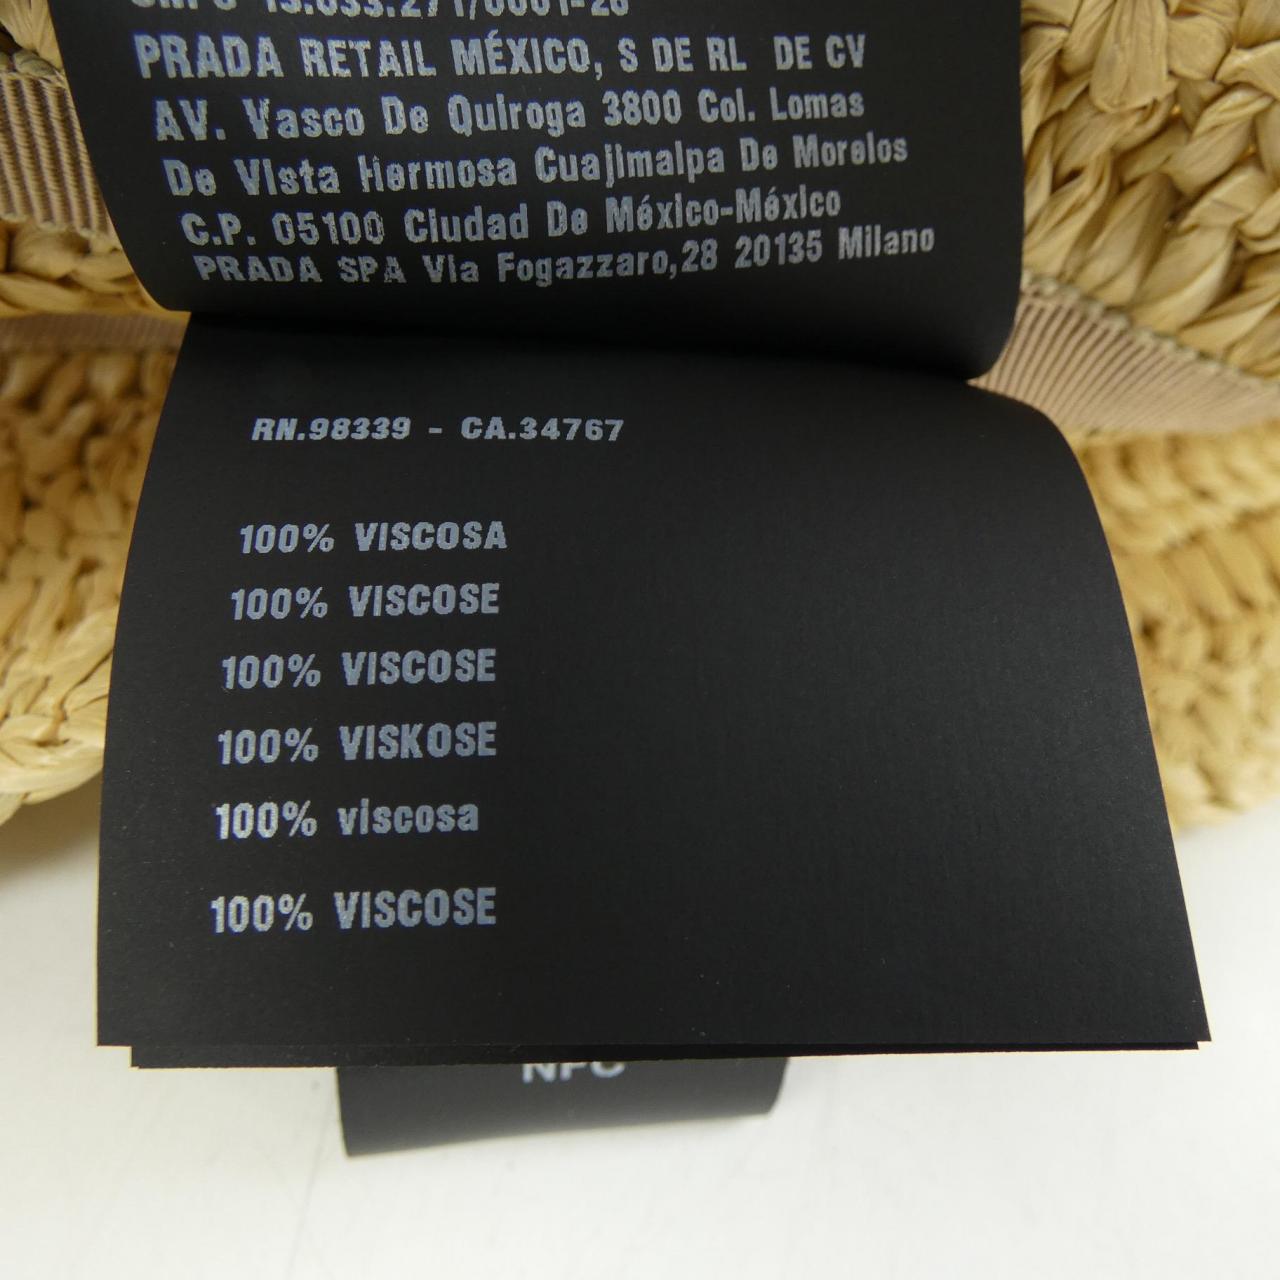 PRADA RETAIL MÉXICO, S DE RL DE CV
AV. Vasco De Quiroga 3800 Col. Lomas
De Vista Hermosa Cuajimalpa De Morelos
C.P. 05100 Ciudad De México-México
PRADA SPA Via Fogazzaro,28 20135 Milano
RN.98339 - CA.34767
100% VISCOSA
100% VISCOSE
100% VISCOSE
100% VISKOSE
100% viscosa
100% VISCOSE
NFC